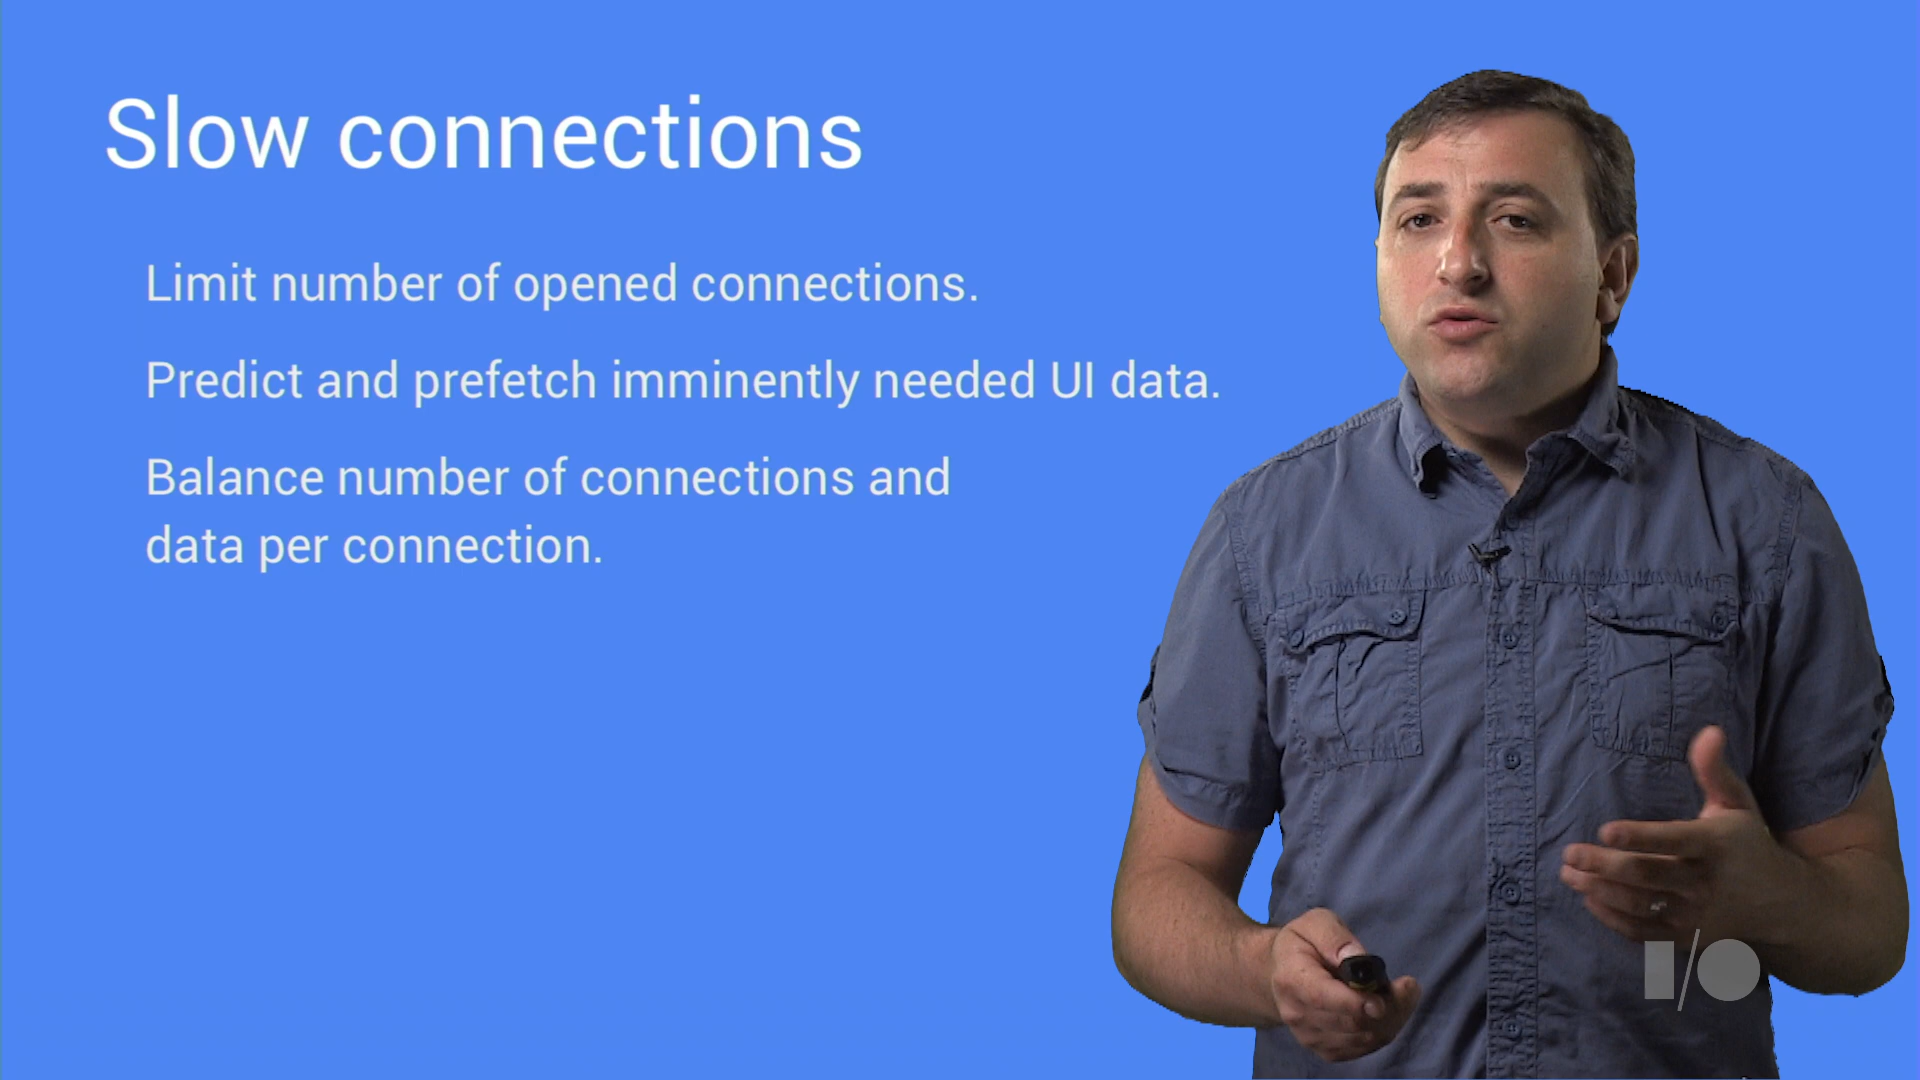 Slow connections
Limit number of opened connections.
Predict and prefetch imminently needed UI data.
Balance number of connections and
data per connection.
I/O